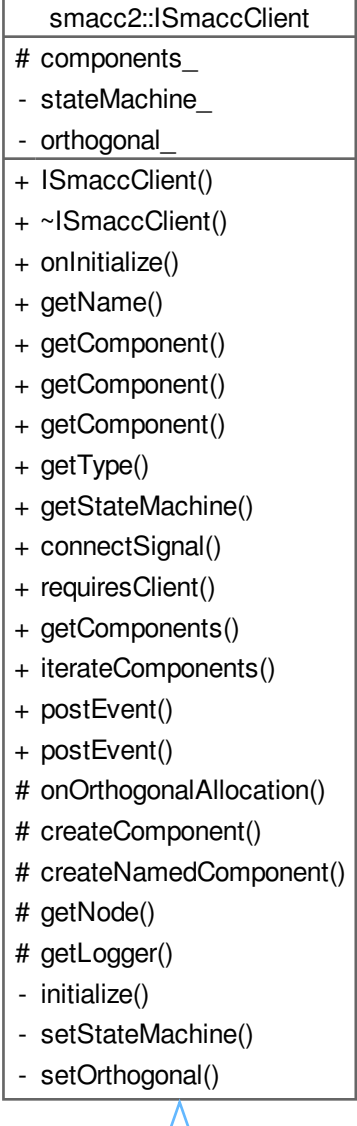 smacc2::ISmaccClient
# components_
- stateMachine_
- orthogonal_
+ ISmaccClient()
+ ~ISmaccClient()
+ onInitialize()
+ getName()
+ getComponent()
+ getComponent()
+ getComponent()
+ getType()
+ getStateMachine()
+ connectSignal()
+ requiresClient()
+ getComponents()
+ iterateComponents()
+ postEvent()
+ postEvent()
# onOrthogonalAllocation()
# createComponent()
# createNamedComponent()
# getNode()
# getLogger()
- initialize()
- setStateMachine()
- setOrthogonal()